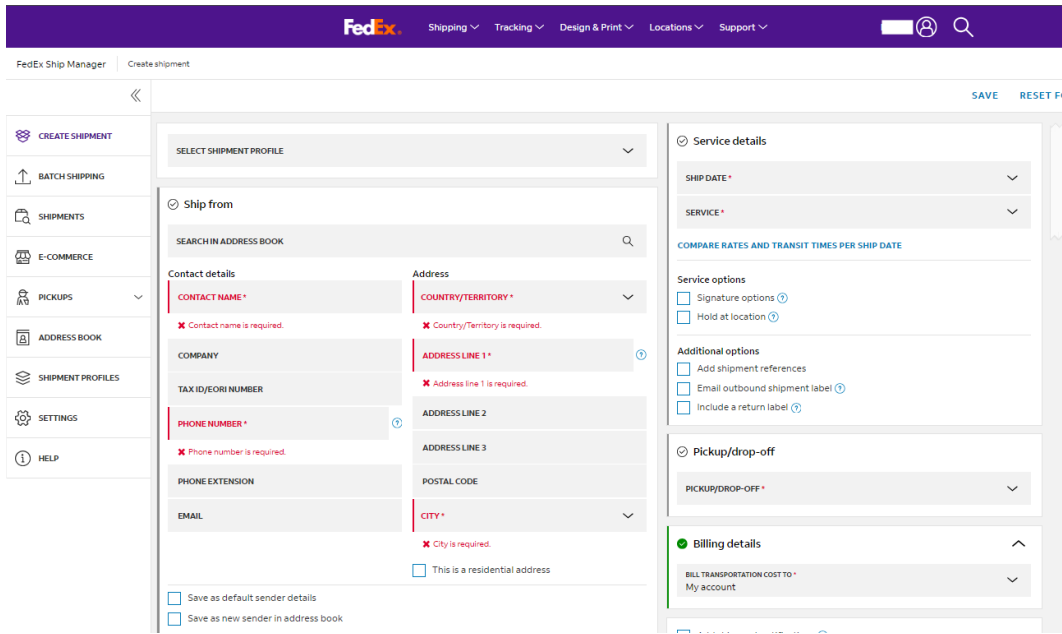 FedEx.
Shipping
Tracking
Design & Print
Locations
Support
FedEx Ship Manager
Create shipment
SAVE
RESET
CREATE SHIPMENT
BATCH SHIPPING
SHIPMENTS
E-COMMERCE
PICKUPS
ADDRESS BOOK
SHIPMENT PROFILES
SETTINGS
HELP
SELECT SHIPMENT PROFILE
Ship from
SEARCH IN ADDRESS BOOK
Contact details
CONTACT NAME *
Contact name is required.
COMPANY
TAX ID/EORI NUMBER
PHONE NUMBER *
Phone number is required.
PHONE EXTENSION
EMAIL
Address
COUNTRY/TERRITORY *
Country/Territory is required.
ADDRESS LINE 1 *
Address line 1 is required.
ADDRESS LINE 2
ADDRESS LINE 3
POSTAL CODE
CITY *
City is required.
This is a residential address
Save as default sender details
Save as new sender in address book
Service details
SHIP DATE *
SERVICE *
COMPARE RATES AND TRANSIT TIMES PER SHIP DATE
Service options
Signature options
Hold at location
Additional options
Add shipment references
Email outbound shipment label
Include a return label
Pickup/drop-off
PICKUP/DROP-OFF *
Billing details
BILL TRANSPORTATION COST TO *
My account